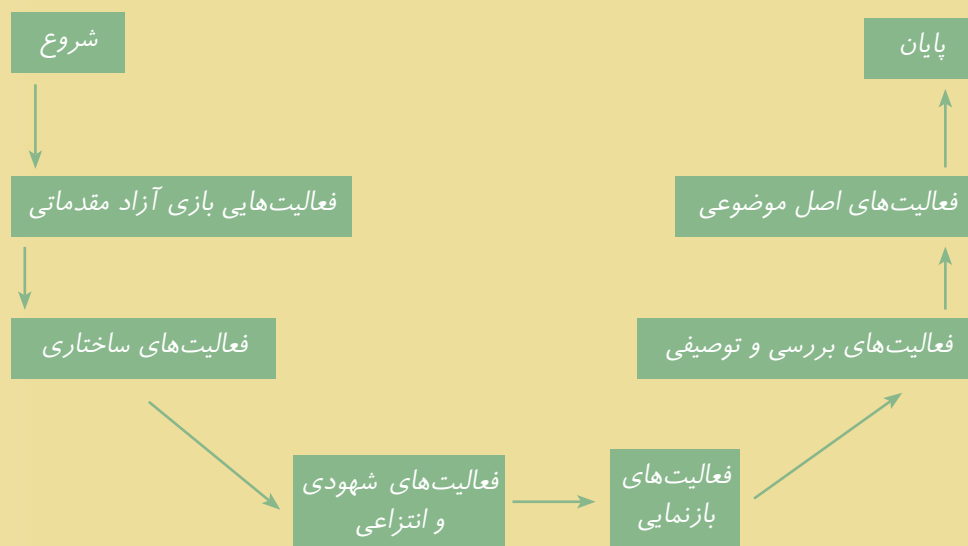 شروع
فعالیت‌هایی بازی آزاد مقدماتی
فعالیت‌های ساختاری
فعالیت‌های شهودی
و انتزاعی
فعالیت‌های
بازنمایی
فعالیت‌های بررسی و توصیفی
فعالیت‌های اصل موضوعی
پایان